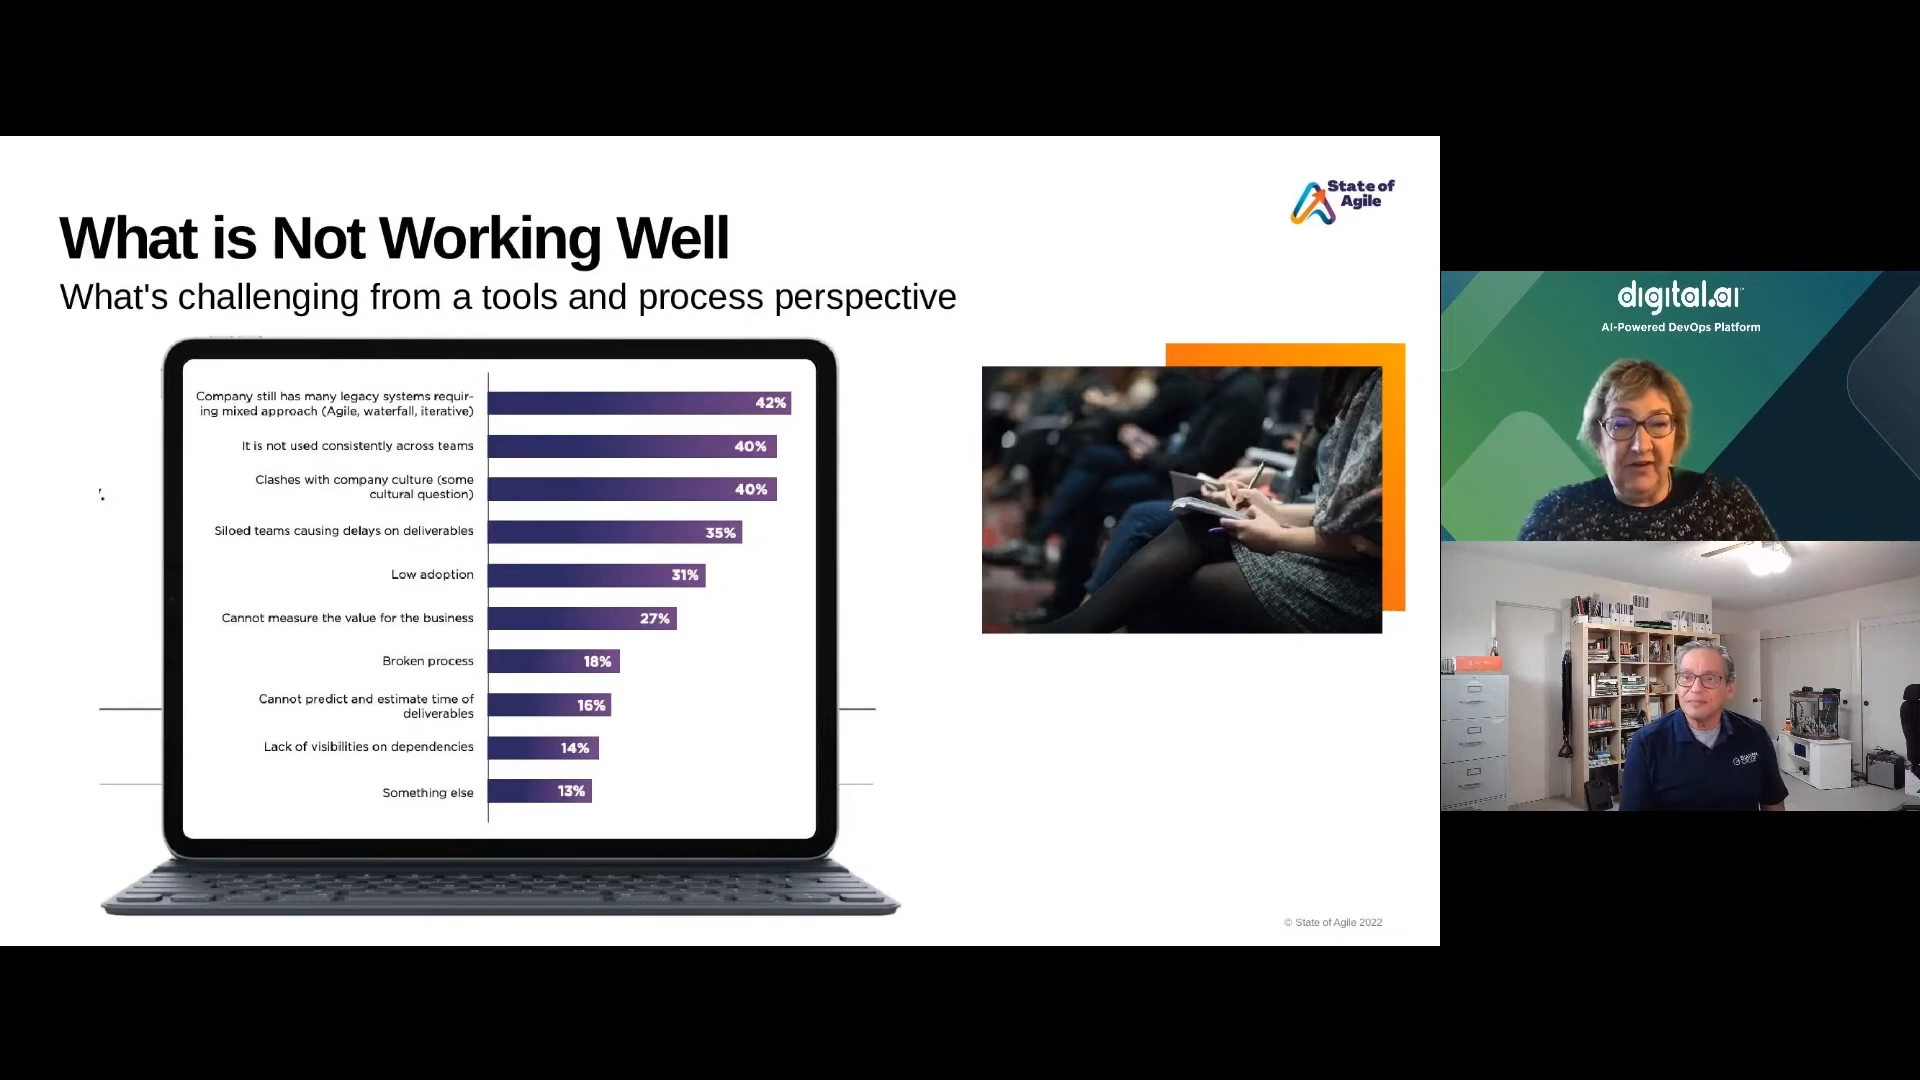 What is Not Working Well
What's challenging from a tools and process perspective
State of
Agile
Company still has many legacy systems requir-
ing mixed approach (Agile, waterfall, iterative)
42%
It is not used consistently across teams
40%
Clashes with company culture (some
cultural question)
40%
Siloed teams causing delays on deliverables
35%
Low adoption
31%
Cannot measure the value for the business
27%
Broken process
18%
Cannot predict and estimate time of
deliverables
16%
Lack of visibilities on dependencies
14%
Something else
13%
© State of Agile 2022
digital.ai
AI-Powered DevOps Platform